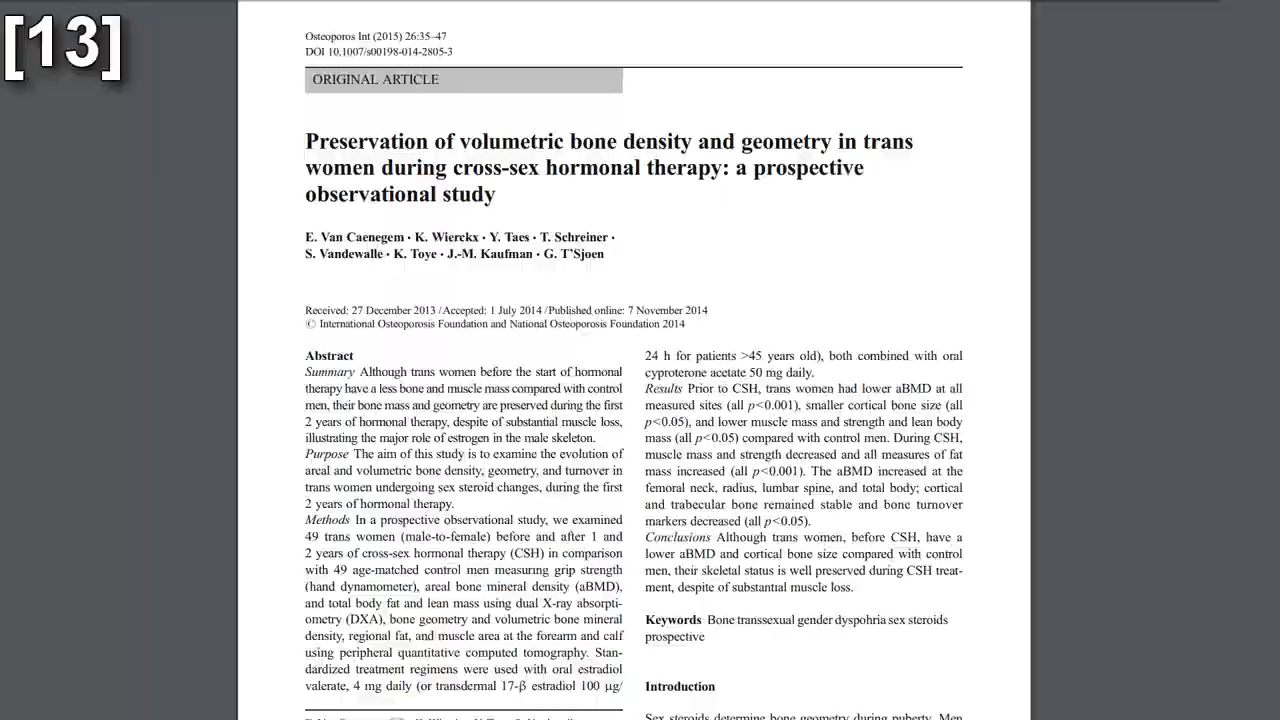 [13]
Osteoporos Int (2015) 26:35–47
DOI 10.1007/s00198-014-2805-3
ORIGINAL ARTICLE
Preservation of volumetric bone density and geometry in trans
women during cross-sex hormonal therapy: a prospective
observational study
E. Van Caenegem · K. Wierckx · Y. Taes · T. Schreiner ·
S. Vandewalle · K. Toye · J.-M. Kaufman · G. T'Sjoen
Received: 27 December 2013 / Accepted: 1 July 2014 / Published online: 7 November 2014
© International Osteoporosis Foundation and National Osteoporosis Foundation 2014
Abstract
Summary Although trans women before the start of hormonal
therapy have a less bone and muscle mass compared with control
men, their bone mass and geometry are preserved during the first
2 years of hormonal therapy, despite of substantial muscle loss,
illustrating the major role of estrogen in the male skeleton.
Purpose The aim of this study is to examine the evolution of
areal and volumetric bone density, geometry, and turnover in
trans women undergoing sex steroid changes, during the first
2 years of hormonal therapy.
Methods In a prospective observational study, we examined
49 trans women (male-to-female) before and after 1 and
2 years of cross-sex hormonal therapy (CSH) in comparison
with 49 age-matched control men measuring grip strength
(hand dynamometer), areal bone mineral density (aBMD),
and total body fat and lean mass using dual X-ray absorpti-
ometry (DXA), bone geometry and volumetric bone mineral
density, regional fat, and muscle area at the forearm and calf
using peripheral quantitative computed tomography. Stan-
dardized treatment regimens were used with oral estradiol
valerate, 4 mg daily (or transdermal 17-β estradiol 100 μg/
24 h for patients >45 years old), both combined with oral
cyproterone acetate 50 mg daily.
Results Prior to CSH, trans women had lower aBMD at all
measured sites (all p<0.001), smaller cortical bone size (all
p<0.05), and lower muscle mass and strength and lean body
mass (all p<0.05) compared with control men. During CSH,
muscle mass and strength decreased and all measures of fat
mass increased (all p<0.001). The aBMD increased at the
femoral neck, radius, lumbar spine, and total body; cortical
and trabecular bone remained stable and bone turnover
markers decreased (all p<0.05).
Conclusions Although trans women, before CSH, have a
lower aBMD and cortical bone size compared with control
men, their skeletal status is well preserved during CSH treat-
ment, despite of substantial muscle loss.
Keywords Bone transsexual gender dysphoria sex steroids
prospective
Introduction
Sex steroids determine bone geometry during puberty. Men